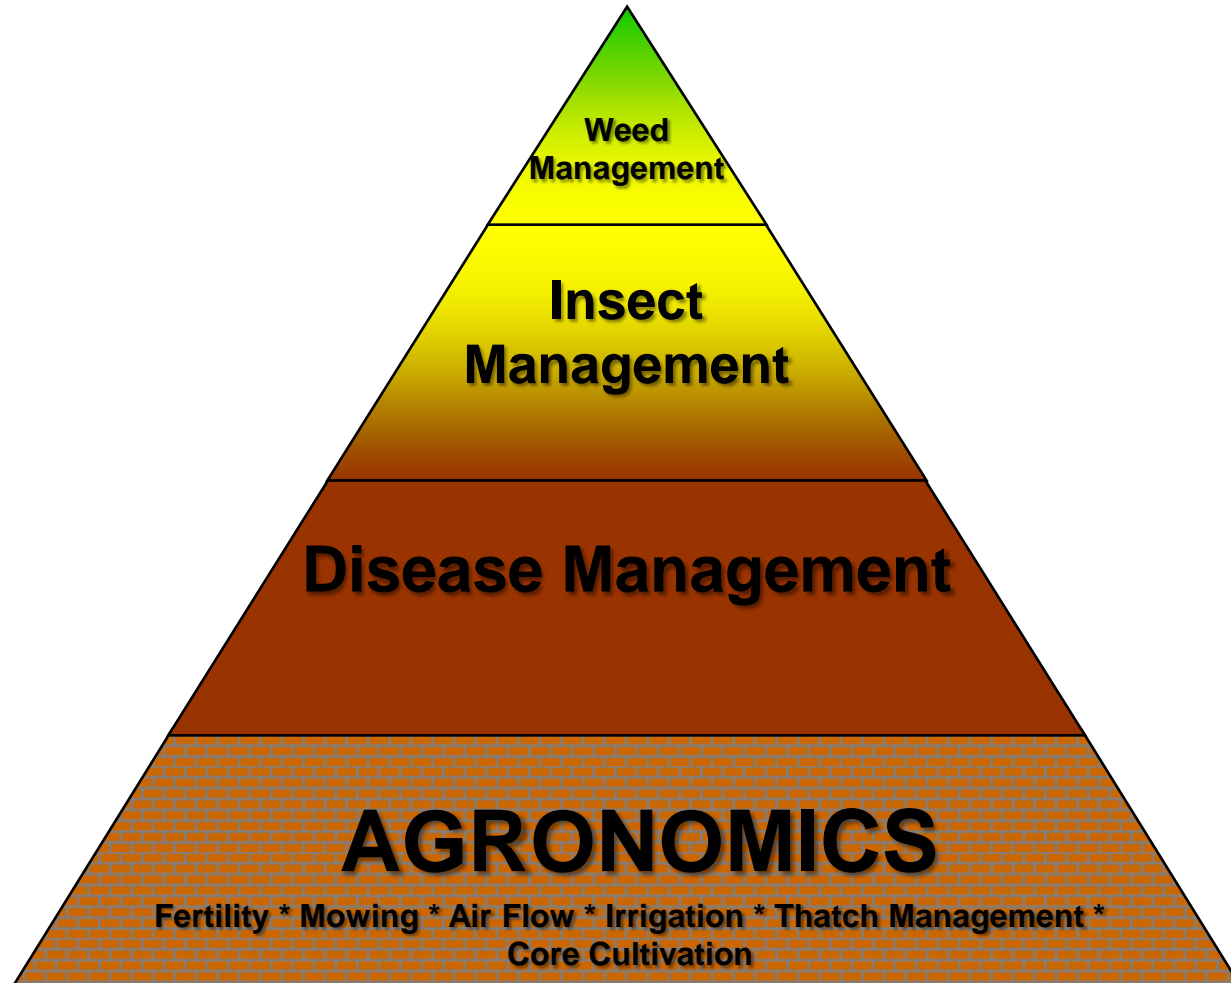 Weed
Management
Insect
Management
Disease Management
AGRONOMICS
Fertility * Mowing * Air Flow * Irrigation * Thatch Management *
Core Cultivation